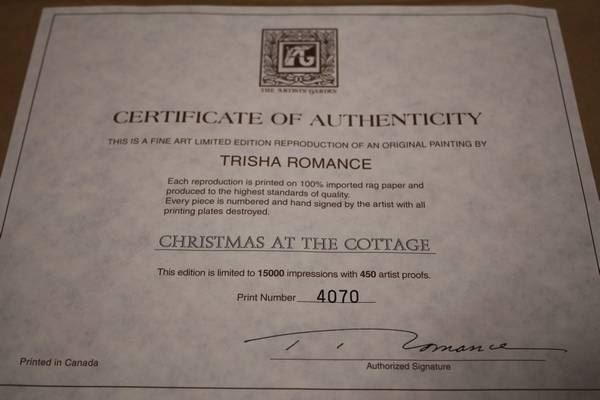 AG
THE ARTISTS GARDEN
CERTIFICATE OF AUTHENTICITY
THIS IS A FINE ART LIMITED EDITION REPRODUCTION OF AN ORIGINAL PAINTING BY
TRISHA ROMANCE
Each reproduction is printed on 100% imported rag paper and
produced to the highest standards of quality.
Every piece is numbered and hand signed by the artist with all
printing plates destroyed.
CHRISTMAS AT THE COTTAGE
This edition is limited to 15000 impressions with 450 artist proofs.
Print Number 4070
T. Romance
Authorized Signature
Printed in Canada